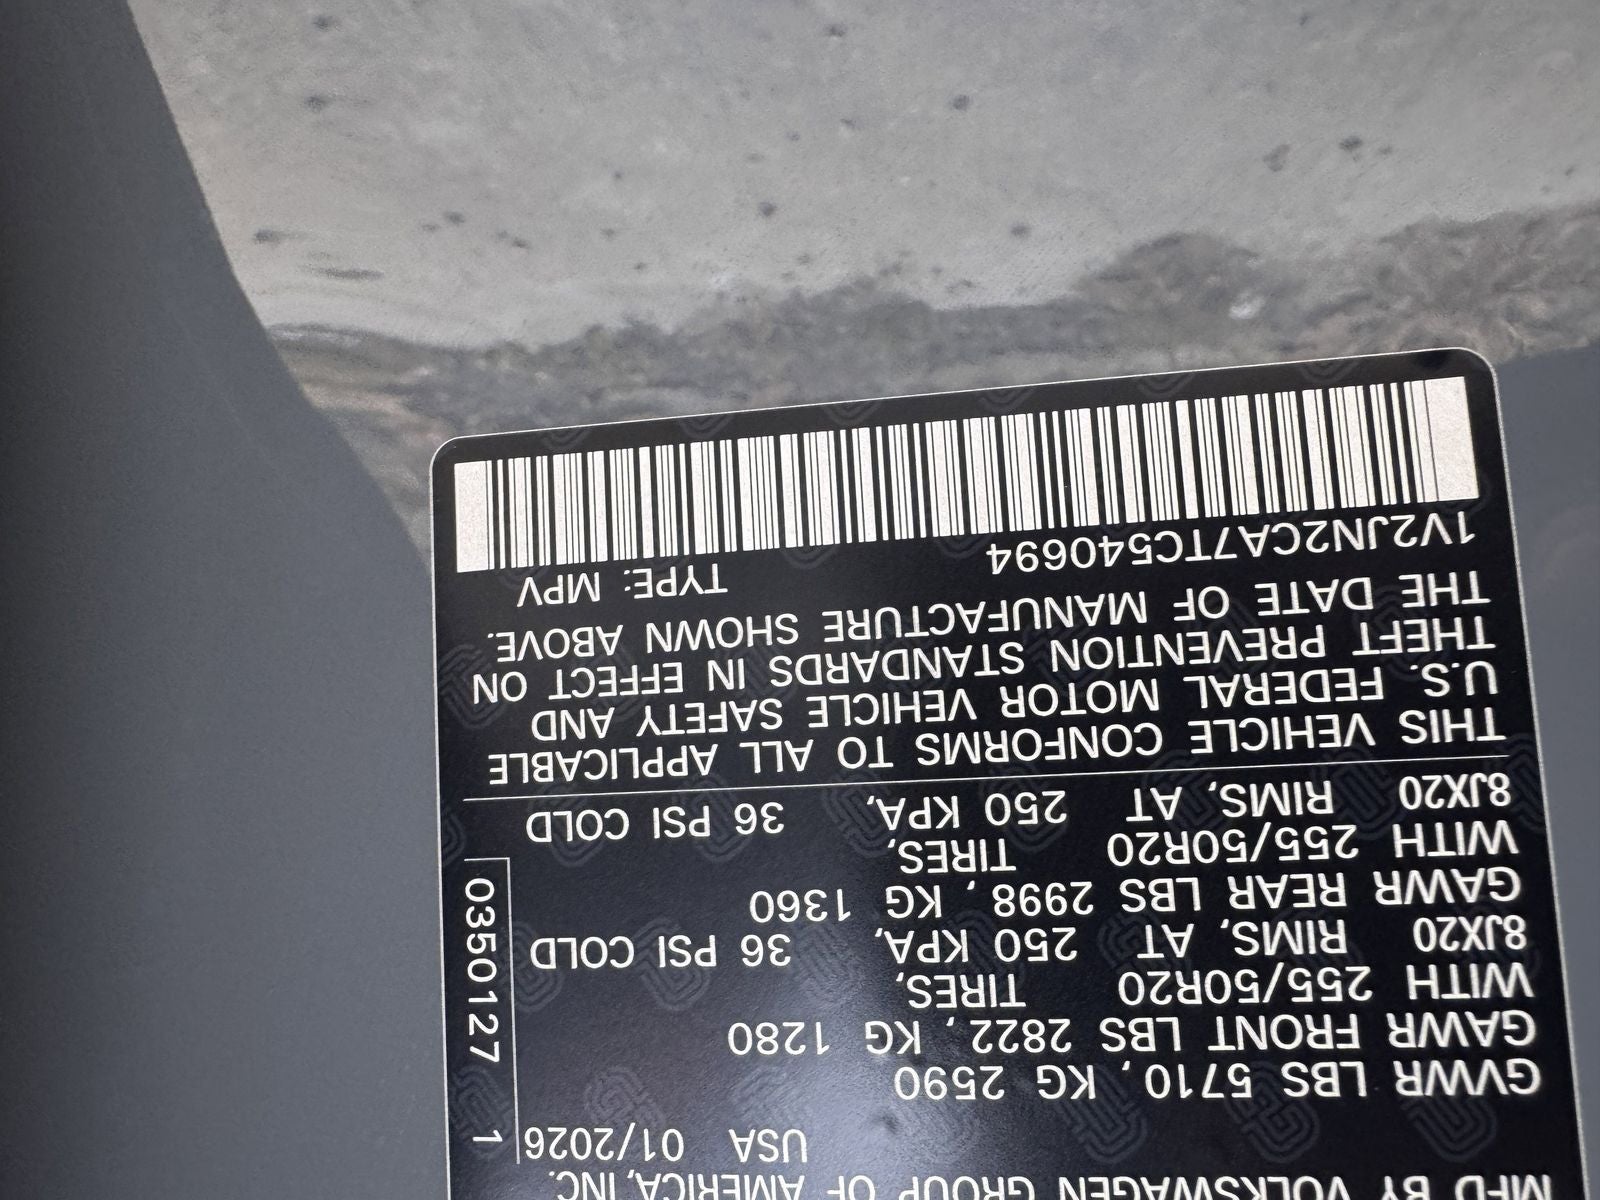 MFD BY VOLKSWAGEN GROUP OF AMERICA, INC.
USA 01/2026
GVWR LBS 5710, KG 2590
GAWR FRONT LBS 2822, KG 1280
WITH 255/50R20 TIRES,
8JX20 RIMS, AT 250 KPA, 36 PSI COLD
GAWR REAR LBS 2998, KG 1360
WITH 255/50R20 TIRES,
8JX20 RIMS, AT 250 KPA, 36 PSI COLD
THIS VEHICLE CONFORMS TO ALL APPLICABLE
U.S. FEDERAL MOTOR VEHICLE SAFETY AND
THEFT PREVENTION STANDARDS IN EFFECT ON
THE DATE OF MANUFACTURE SHOWN ABOVE.
1V2JN2CA7TC540694 TYPE: MPV
0350127 1